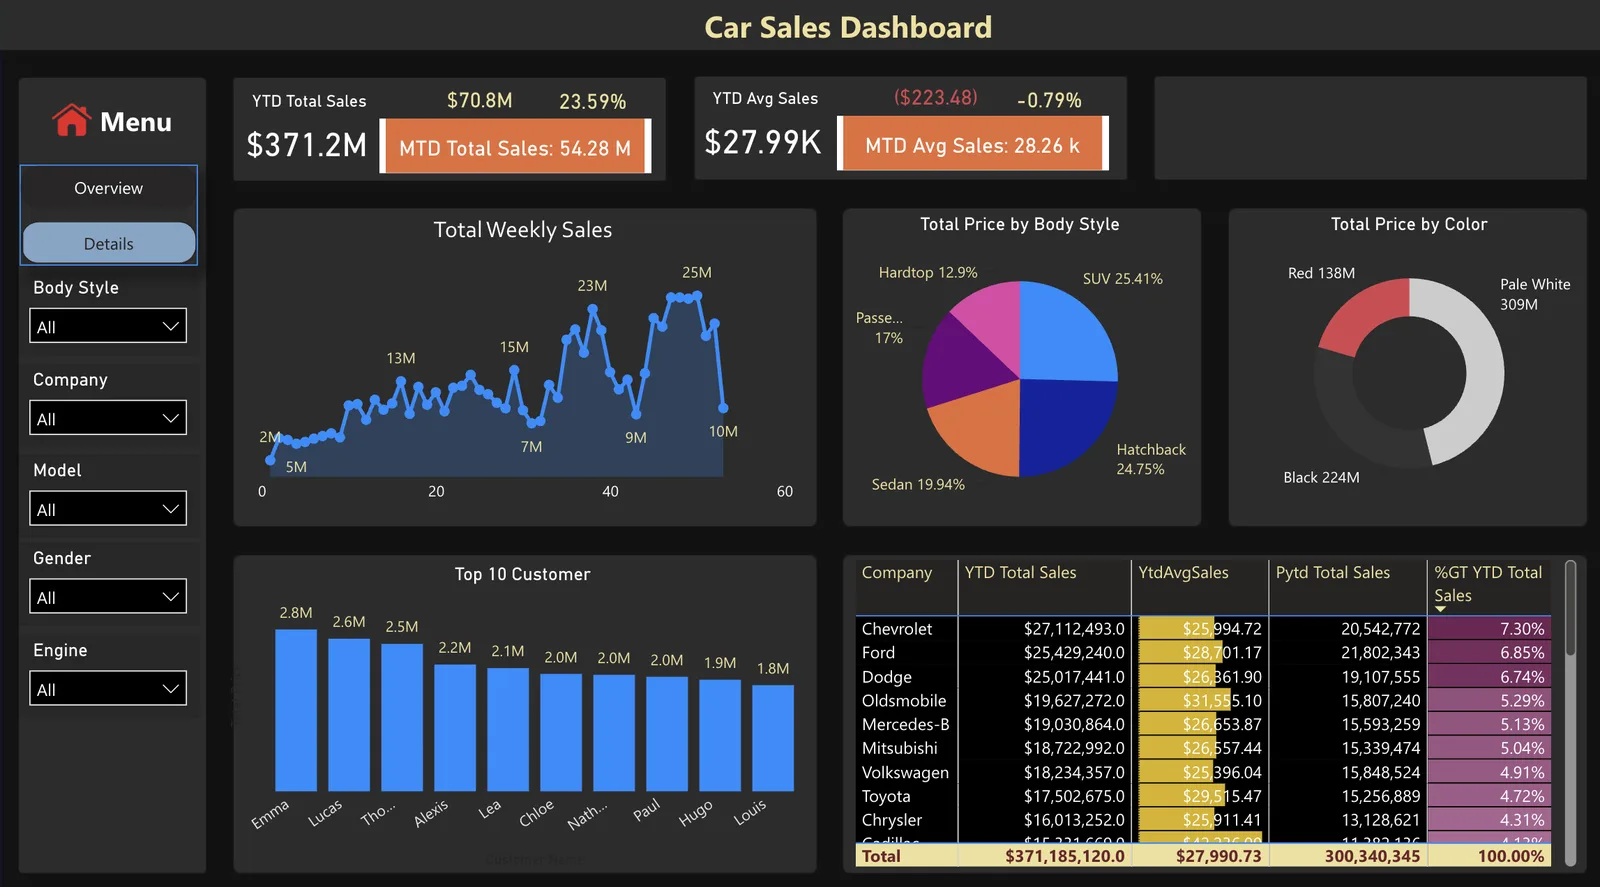 Car Sales Dashboard
Menu
Overview
Details
Body Style
All
Company
All
Model
All
Gender
All
Engine
All
YTD Total Sales
$70.8M
23.59%
$371.2M
MTD Total Sales: 54.28 M
YTD Avg Sales
($223.48)
-0.79%
$27.99K
MTD Avg Sales: 28.26 k
Total Weekly Sales
25M
23M
15M
13M
2M
5M
7M
9M
10M
0
20
40
60
Total Price by Body Style
Hardtop 12.9%
SUV 25.41%
Passe...
17%
Hatchback
24.75%
Sedan 19.94%
Total Price by Color
Red 138M
Pale White
309M
Black 224M
Top 10 Customer
2.8M
2.6M
2.5M
2.2M
2.1M
2.0M
2.0M
2.0M
1.9M
1.8M
Emma
Lucas
Tho...
Alexis
Lea
Chloe
Nath...
Paul
Hugo
Louis
Customer Name
Company YTD Total Sales YtdAvgSales Pytd Total Sales %GT YTD Total
Sales
Chevrolet $27,112,493.0 $25,994.72 20,542,772 7.30%
Ford $25,429,240.0 $28,701.17 21,802,343 6.85%
Dodge $25,017,441.0 $26,361.90 19,107,555 6.74%
Oldsmobile $19,627,272.0 $31,555.10 15,807,240 5.29%
Mercedes-B $19,030,864.0 $26,653.87 15,593,259 5.13%
Mitsubishi $18,722,992.0 $26,557.44 15,339,474 5.04%
Volkswagen $18,234,357.0 $25,396.04 15,848,524 4.91%
Toyota $17,502,675.0 $29,515.47 15,256,889 4.72%
Chrysler $16,013,252.0 $25,911.41 13,128,621 4.31%
Total $371,185,120.0 $27,990.73 300,340,345 100.00%